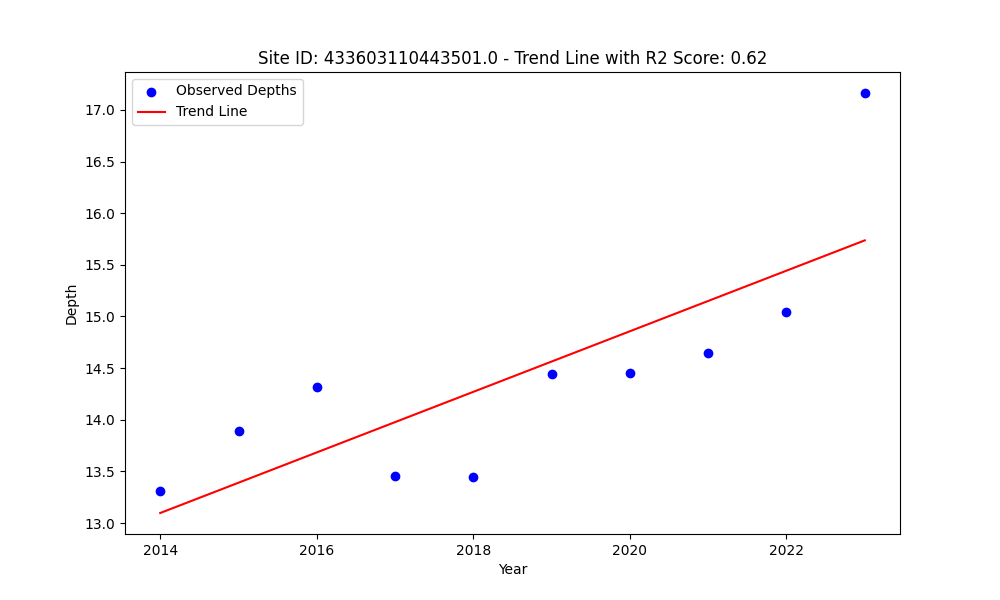 Site ID: 433603110443501.0 - Trend Line with R2 Score: 0.62
Observed Depths
Trend Line
17.0
16.5
16.0
15.5
15.0
14.5
14.0
13.5
13.0
Depth
2014
2016
2018
2020
2022
Year